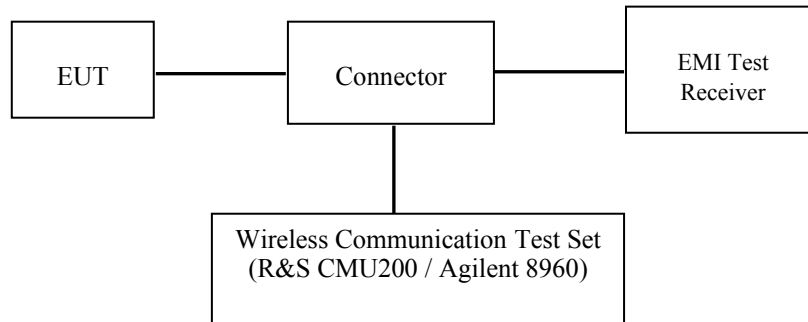 EUT
Connector
EMI Test
Receiver
Wireless Communication Test Set
(R&S CMU200 / Agilent 8960)